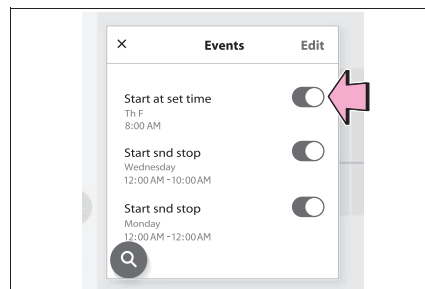 × Events Edit
Start at set time
Th F
8:00 AM
Start snd stop
Wednesday
12:00 AM - 10:00 AM
Start snd stop
Monday
12:00 AM - 12:00 AM